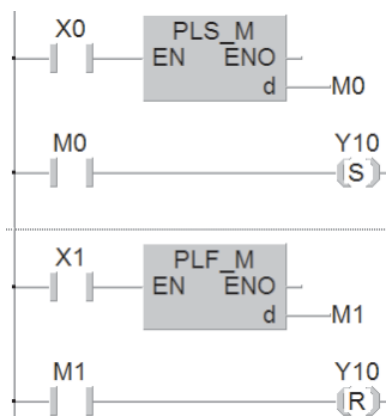 X0
PLS_M
EN ENO
d M0
M0 Y10
S
X1
PLF_M
EN ENO
d M1
M1 Y10
R